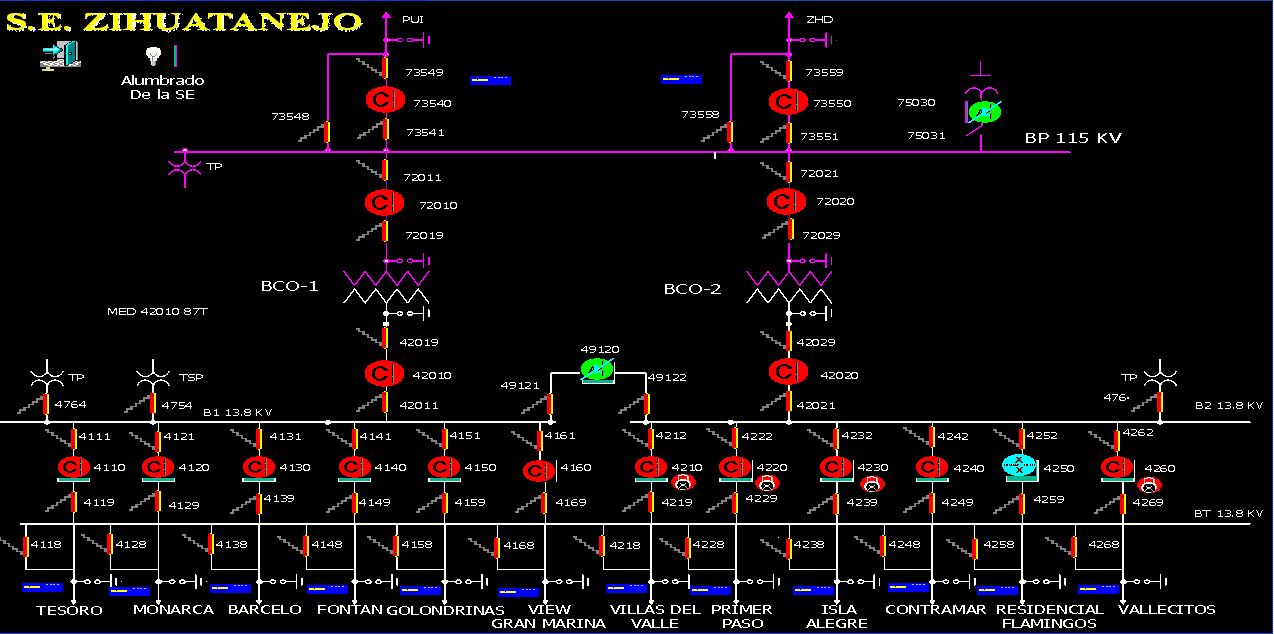 S.E. ZIHUATANEJO
PUI
ZHD
Alumbrado
De la SE
73549
73559
73540
73550
75030
73548
73558
73541
73551
75031
BP 115 KV
TP
72011
72021
72010
72020
72019
72029
BCO-1
BCO-2
MED 42010 87T
42019
42029
49120
TP
TSP
42010
49121
49122
42020
TP
4764
4754
42011
42021
476
B1 13.8 KV
B2 13.8 KV
4111
4121
4131
4141
4151
4161
4212
4222
4232
4242
4252
4262
C 4110
C 4120
C 4130
C 4140
C 4150
C 4160
C 4210
C 4220
C 4230
C 4240
4250
C 4260
4119
4129
4139
4149
4159
4169
4219
4229
4239
4249
4259
4269
BT 13.8 KV
4118
4128
4138
4148
4158
4168
4218
4228
4238
4248
4258
4268
TESORO
MONARCA
BARCELO
FONTAN
GOLONDRINAS
VIEW
GRAN MARINA
VILLAS DEL
VALLE
PRIMER
PASO
ISLA
ALEGRE
CONTRAMAR
RESIDENCIAL
FLAMINGOS
VALLECITOS